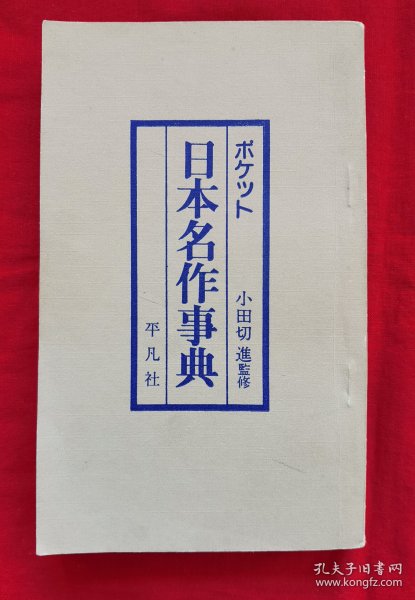 ポケット
日本名作事典
小田切 進監修
平凡社
孔夫子旧书网
www.kongfz.com